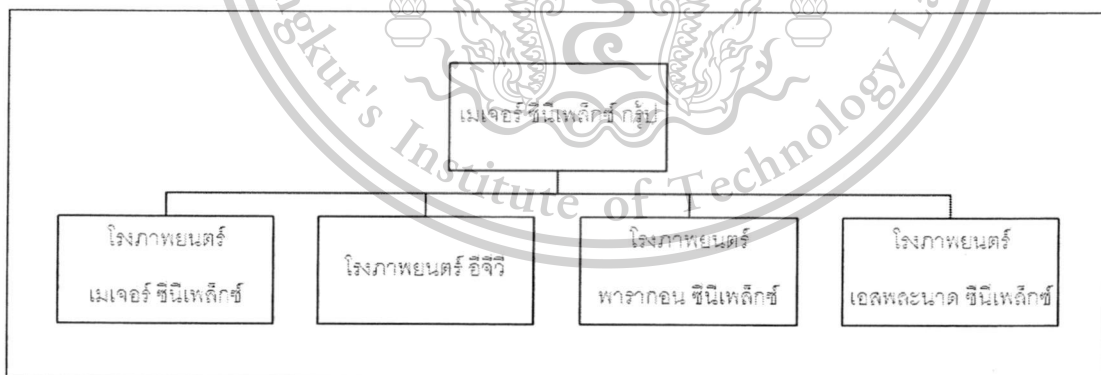 เมเจอร์ ซีนีเพล็กซ์ กรุ้ป
โรงภาพยนตร์
เมเจอร์ ซีนีเพล็กซ์
โรงภาพยนตร์ อีจีวี
โรงภาพยนตร์
พารากอน ซีนีเพล็กซ์
โรงภาพยนตร์
เอสพละนาด ซีนีเพล็กซ์
gkut's Institute of Technology La